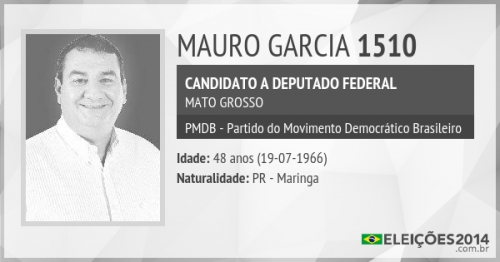 MAURO GARCIA 1510
CANDIDATO A DEPUTADO FEDERAL
MATO GROSSO
PMDB - Partido do Movimento Democrático Brasileiro
Idade: 48 anos (19-07-1966)
Naturalidade: PR - Maringa
ELEIÇÕES2014
.com.br